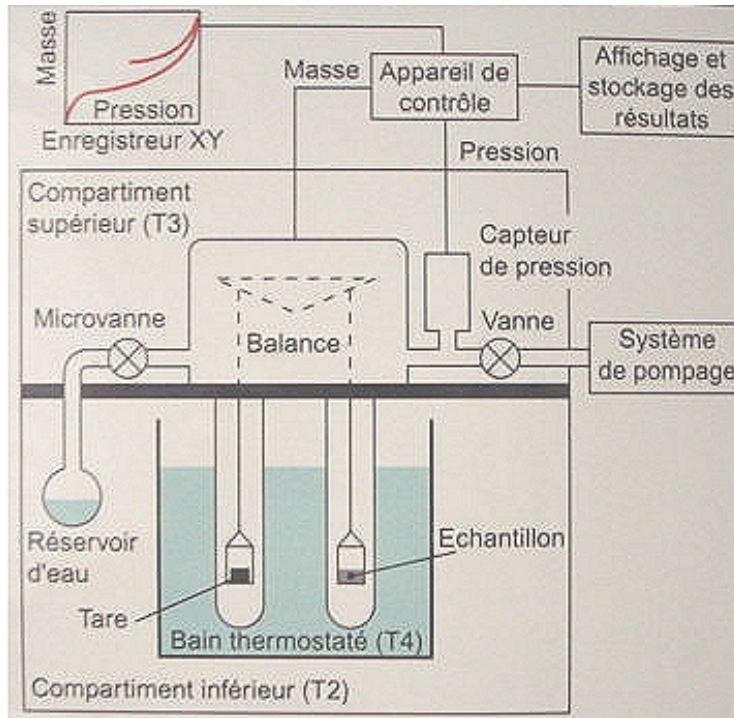 Masse
Pression
Enregistreur XY
Masse
Appareil de
contrôle
Affichage et
stockage des
résultats
Pression
Compartiment
supérieur (T3)
Capteur
de pression
Microvanne
Balance
Vanne
Système
de pompage
Réservoir
d'eau
Echantillon
Tare
Bain thermostaté (T4)
Compartiment inférieur (T2)